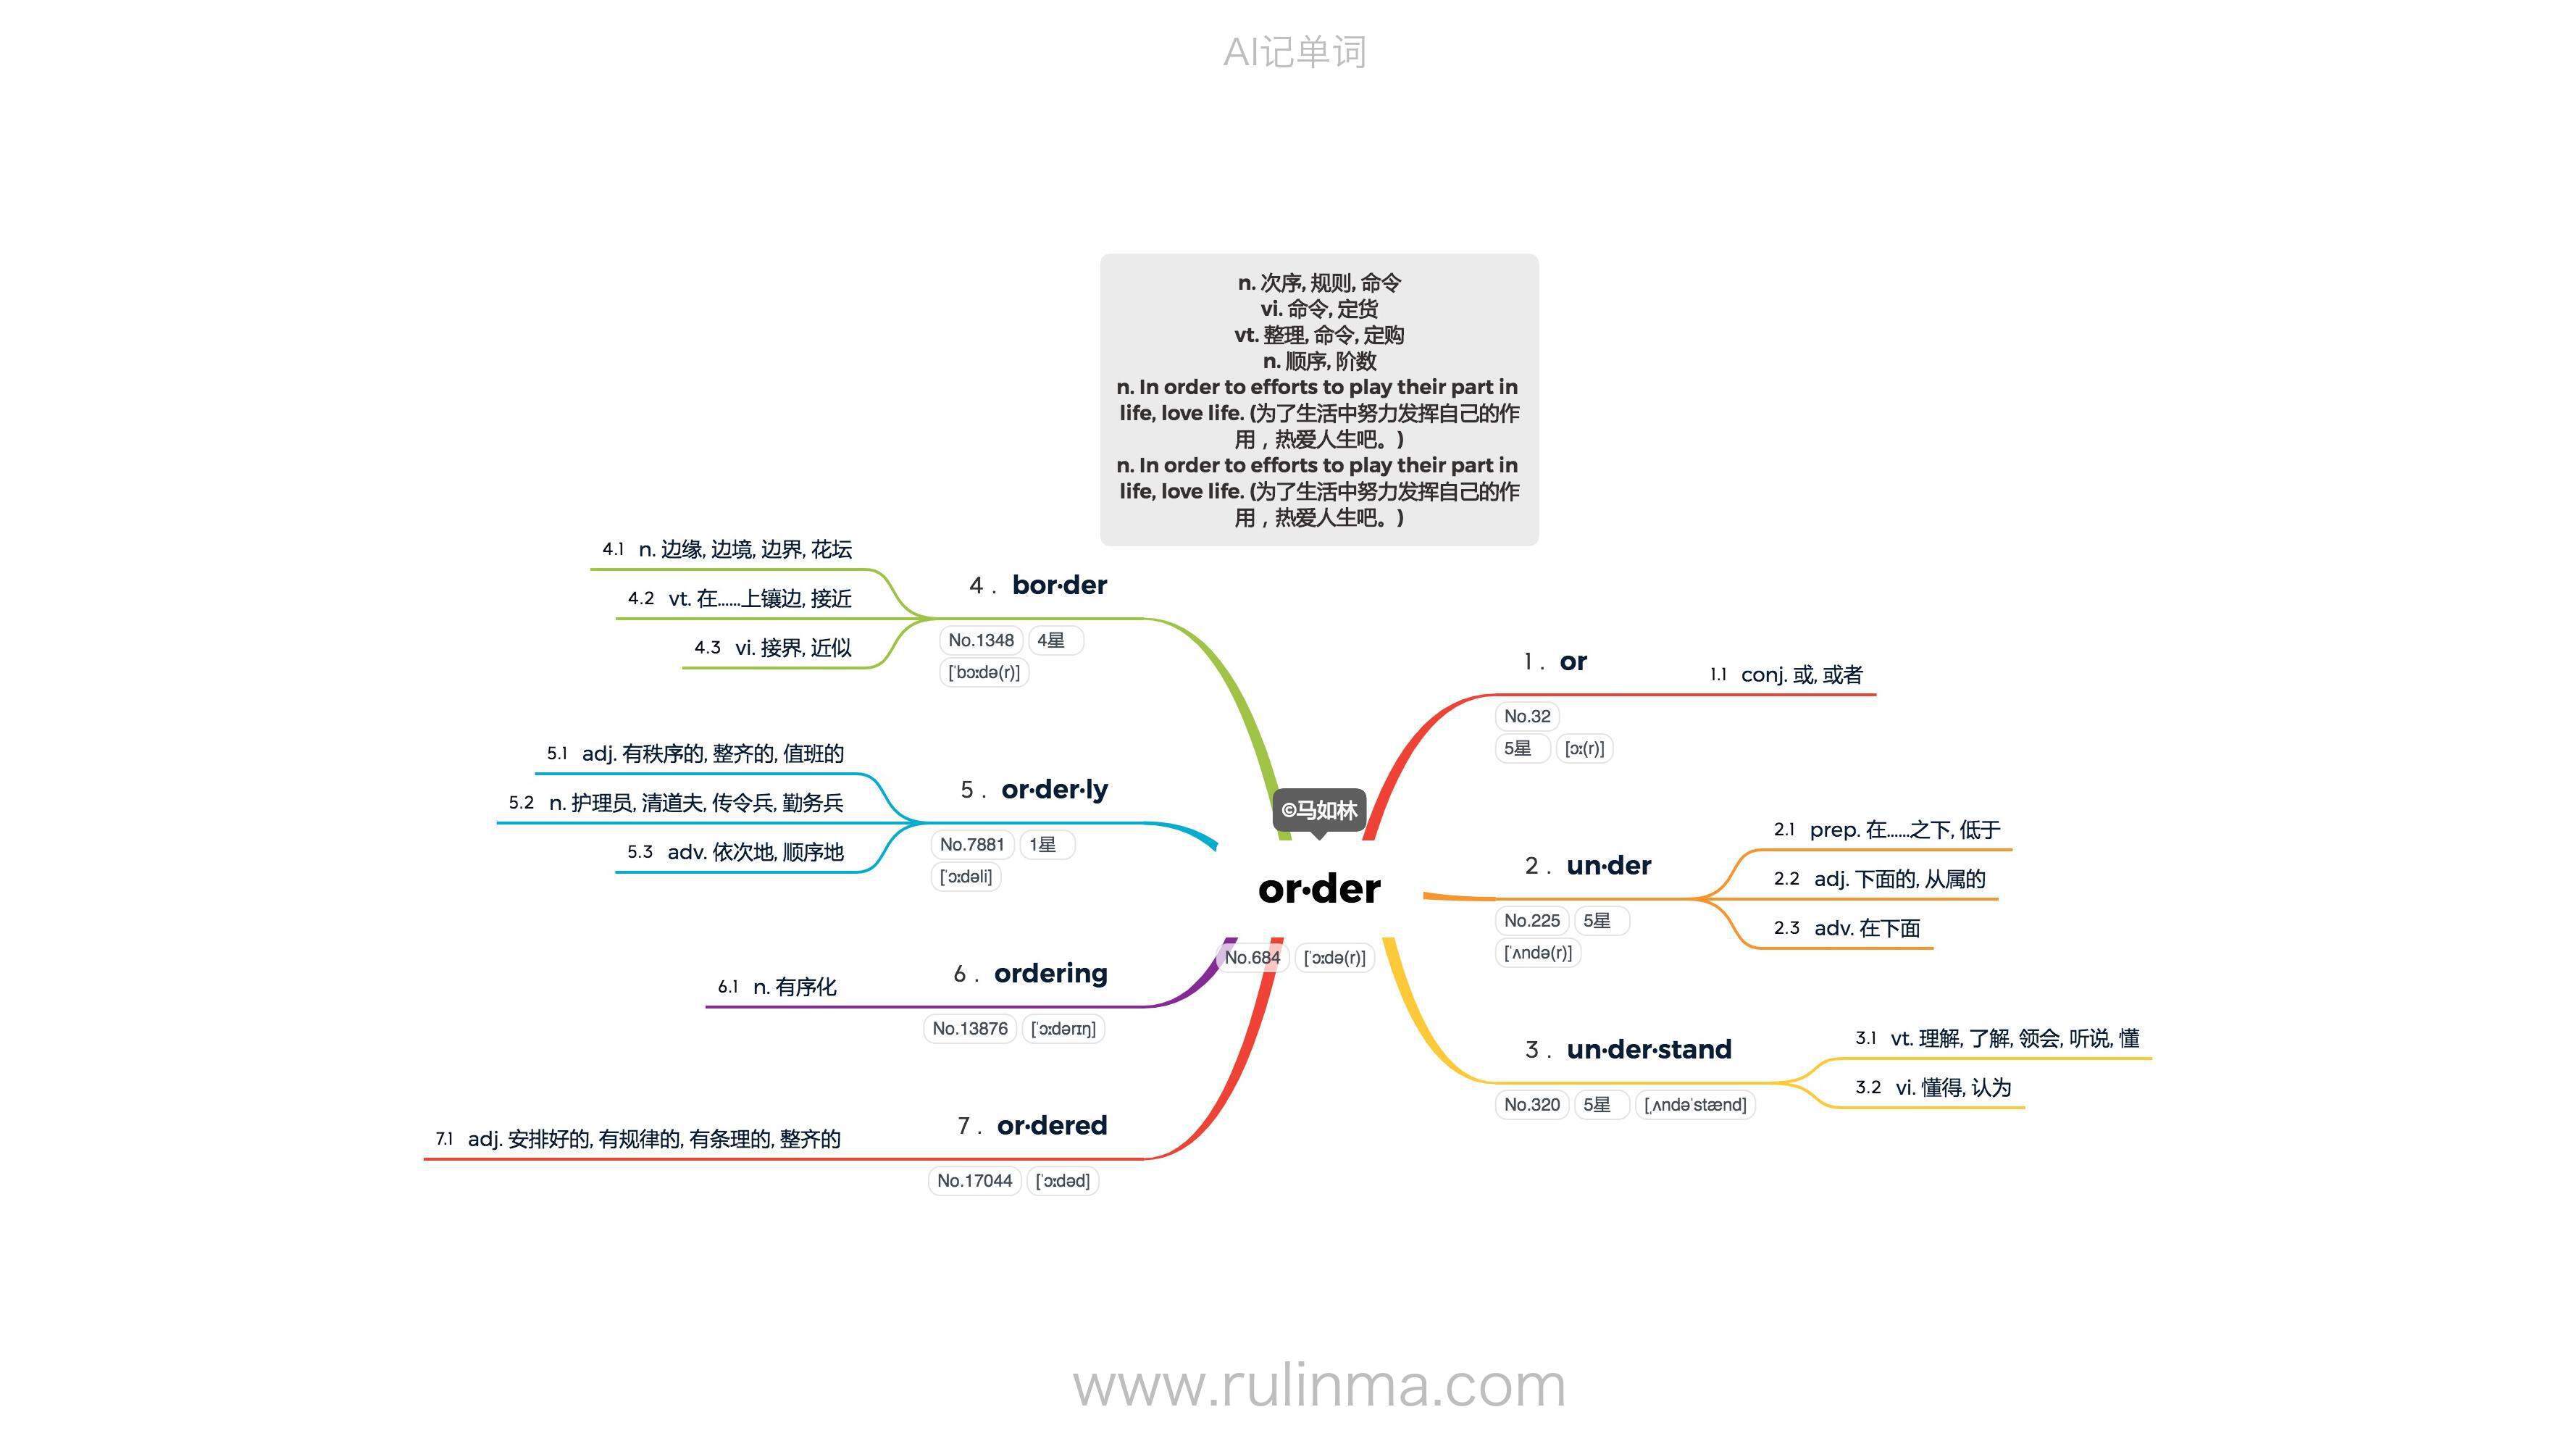 AI记单词
n. 次序, 规则, 命令
vi. 命令, 定货
vt. 整理, 命令, 定购
n. 顺序, 阶数
n. In order to efforts to play their part in
life, love life. (为了生活中努力发挥自己的作
用，热爱人生吧。)
n. In order to efforts to play their part in
life, love life. (为了生活中努力发挥自己的作
用，热爱人生吧。)
©马如林
or·der
No.684 [ˈɔːdə(r)]
1. or
No.32
5星 [ɔː(r)]
1.1 conj. 或, 或者
2. un·der
No.225 5星
[ˈʌndə(r)]
2.1 prep. 在......之下, 低于
2.2 adj. 下面的, 从属的
2.3 adv. 在下面
3. un·der·stand
No.320 5星 [ˌʌndəˈstænd]
3.1 vt. 理解, 了解, 领会, 听说, 懂
3.2 vi. 懂得, 认为
4. bor·der
No.1348 4星
[ˈbɔːdə(r)]
4.1 n. 边缘, 边境, 边界, 花坛
4.2 vt. 在......上镶边, 接近
4.3 vi. 接界, 近似
5. or·der·ly
No.7881 1星
[ˈɔːdəli]
5.1 adj. 有秩序的, 整齐的, 值班的
5.2 n. 护理员, 清道夫, 传令兵, 勤务兵
5.3 adv. 依次地, 顺序地
6. ordering
No.13876 [ˈɔːdərɪŋ]
6.1 n. 有序化
7. or·dered
No.17044 [ˈɔːdəd]
7.1 adj. 安排好的, 有规律的, 有条理的, 整齐的
www.rulinma.com